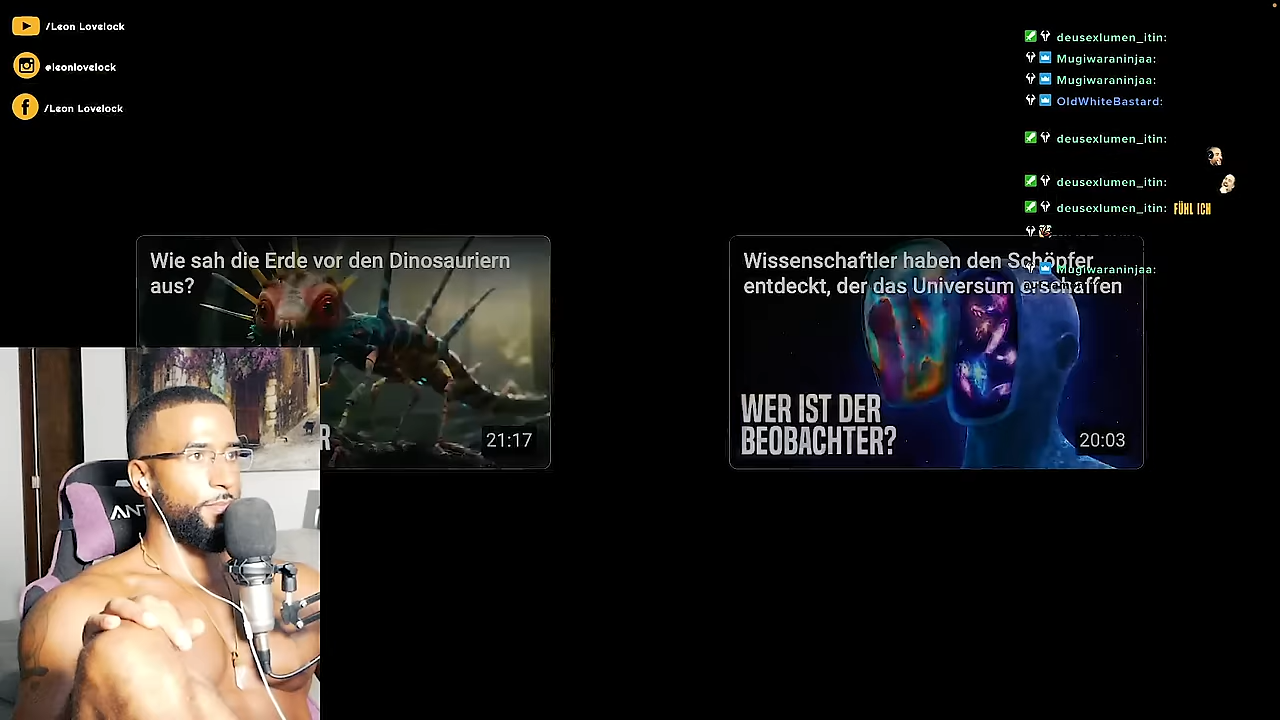 /Leon Lovelock
@leonlovelock
/Leon Lovelock
deusexlumen_itin:
Mugiwaraninjaa:
Mugiwaraninjaa:
OldWhiteBastard:
deusexlumen_itin:
deusexlumen_itin:
deusexlumen_itin: FÜHL ICH
Mugiwaraninjaa:
Wie sah die Erde vor den Dinosauriern
aus?
R
21:17
Wissenschaftler haben den Schöpfer
entdeckt, der das Universum erschaffen
WER IST DER
BEOBACHTER?
20:03
AN